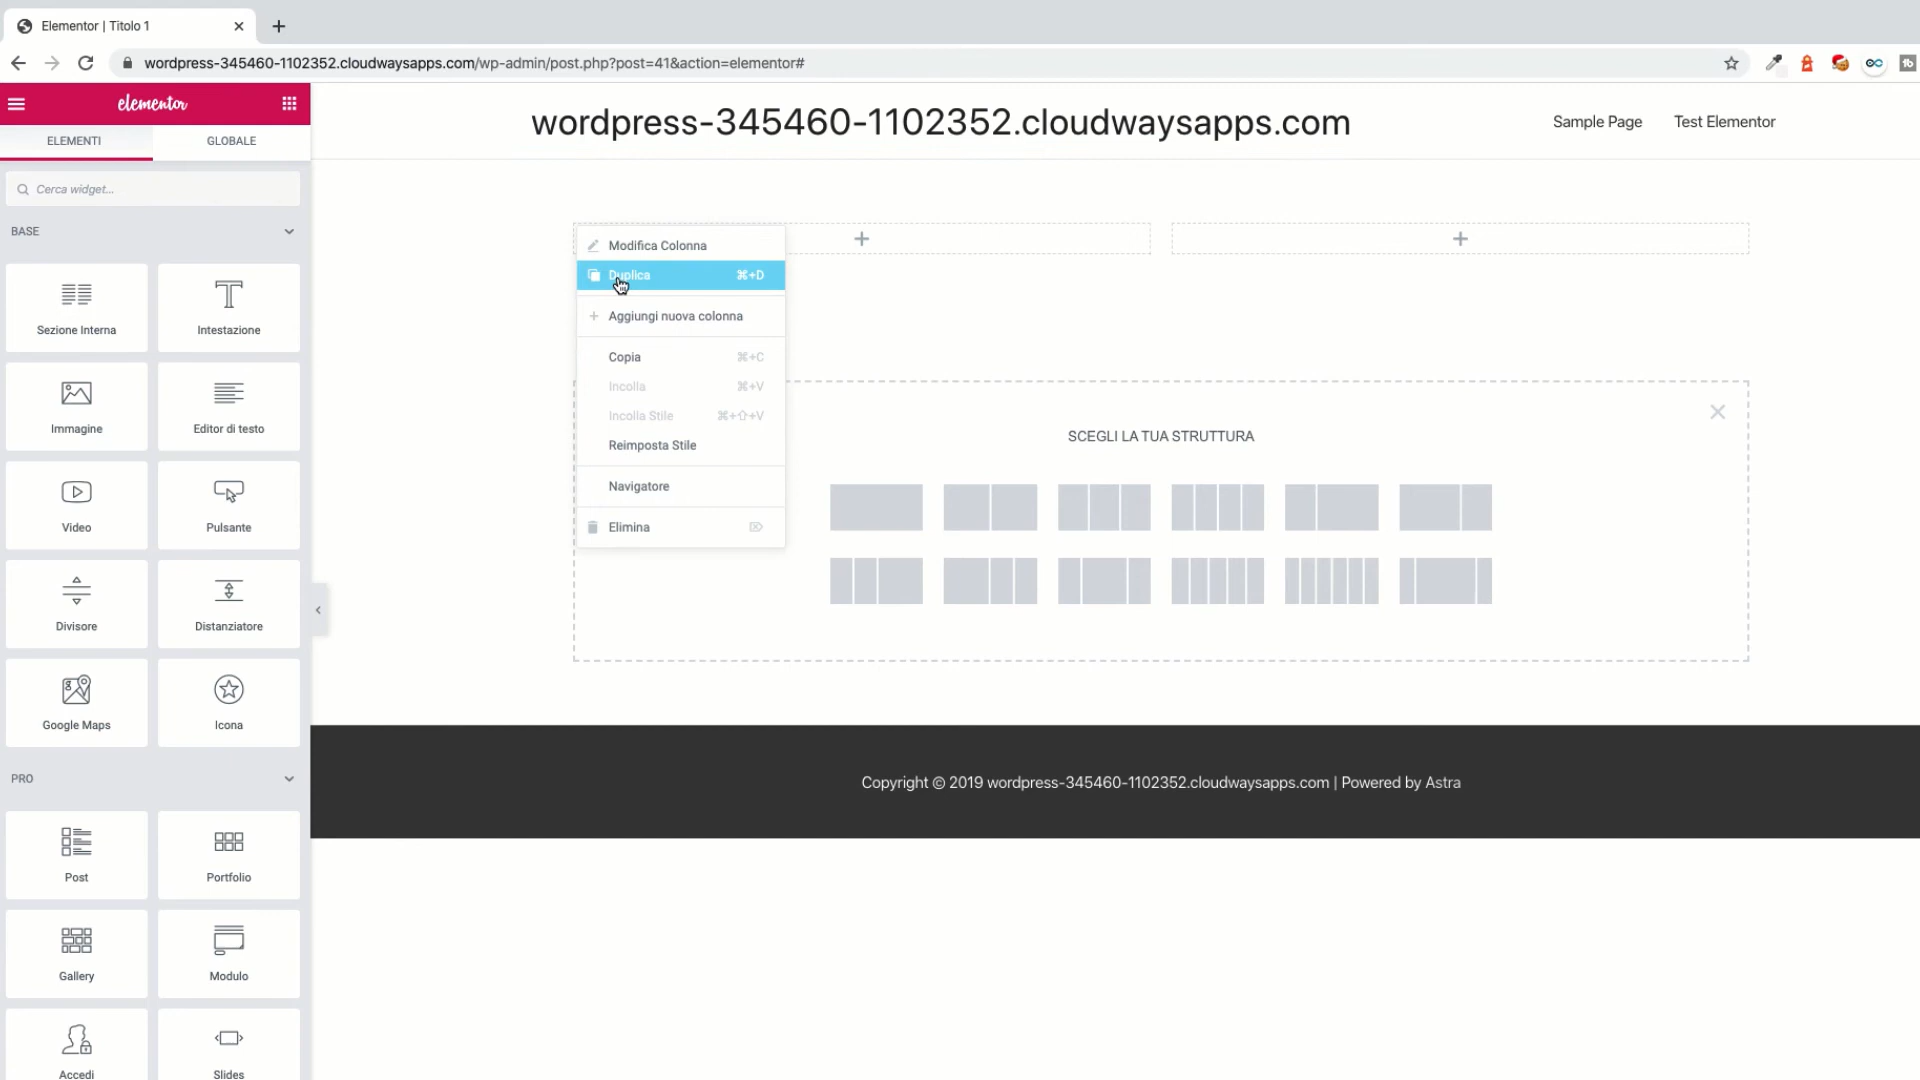 Elementor | Titolo 1
wordpress-345460-1102352.cloudwaysapps.com/wp-admin/post.php?post=41&action=elementor#
elementor
ELEMENTI
GLOBALE
Cerca widget...
BASE
Sezione Interna
Intestazione
Immagine
Editor di testo
Video
Pulsante
Divisore
Distanziatore
Google Maps
Icona
PRO
Post
Portfolio
Gallery
Modulo
Accedi
Slides
wordpress-345460-1102352.cloudwaysapps.com
Sample Page
Test Elementor
Modifica Colonna
Duplica ⌘+D
Aggiungi nuova colonna
Copia ⌘+C
Incolla ⌘+V
Incolla Stile ⌘+⇧+V
Reimposta Stile
Navigatore
Elimina ⌦
SCEGLI LA TUA STRUTTURA
Copyright © 2019 wordpress-345460-1102352.cloudwaysapps.com | Powered by Astra